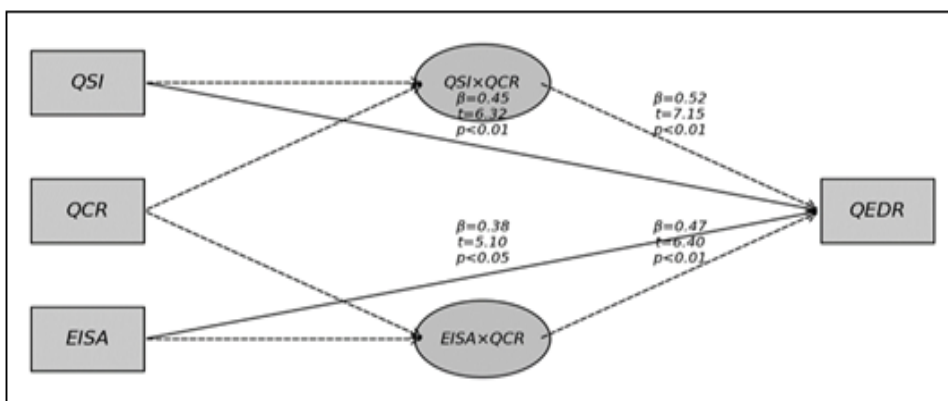 QSI
QSI×QCR
β=0.45
t=6.32
p<0.01
β=0.52
t=7.15
p<0.01
QCR
QEDR
β=0.38
t=5.10
p<0.05
β=0.47
t=6.40
p<0.01
EISA
EISA×QCR